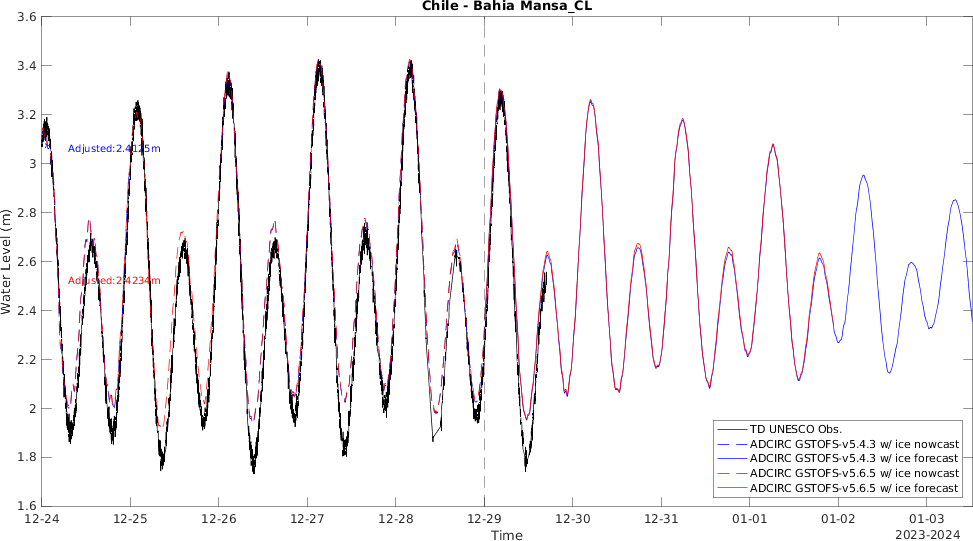 Chile - Bahia Mansa_CL
Water Level (m)
3.6
3.4
3.2
3
2.8
2.6
2.4
2.2
2
1.8
1.6
Adjusted:2.4125m
Adjusted:2.4234m
TD UNESCO Obs.
ADCIRC GSTOFS-v5.4.3 w/ ice nowcast
ADCIRC GSTOFS-v5.4.3 w/ ice forecast
ADCIRC GSTOFS-v5.6.5 w/ ice nowcast
ADCIRC GSTOFS-v5.6.5 w/ ice forecast
12-24 12-25 12-26 12-27 12-28 12-29 12-30 12-31 01-01 01-02 01-03
Time
2023-2024